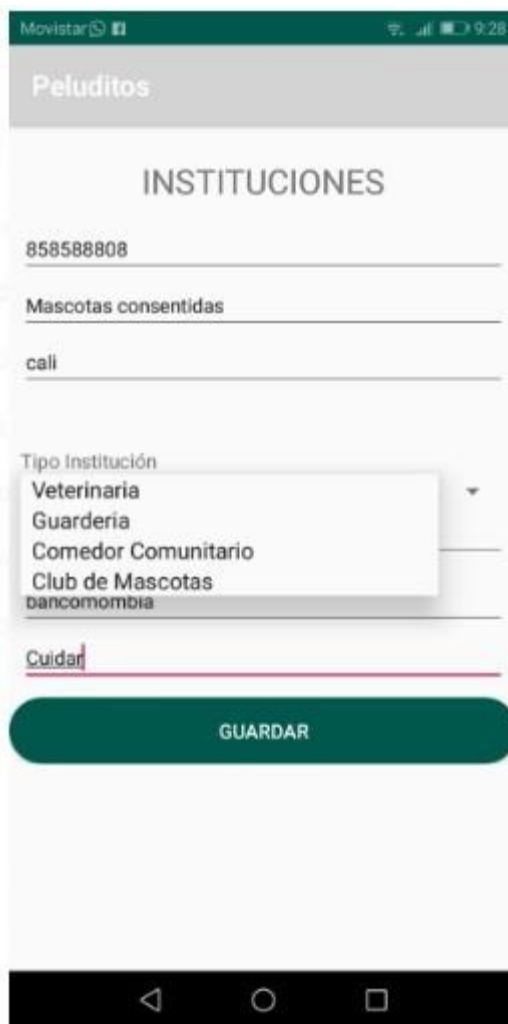 Movistar 9:28
Peluditos
INSTITUCIONES
858588808
Mascotas consentidas
cali
Tipo Institución
Veterinaria
Guarderia
Comedor Comunitario
Club de Mascotas
bancomombia
Cuidar
GUARDAR